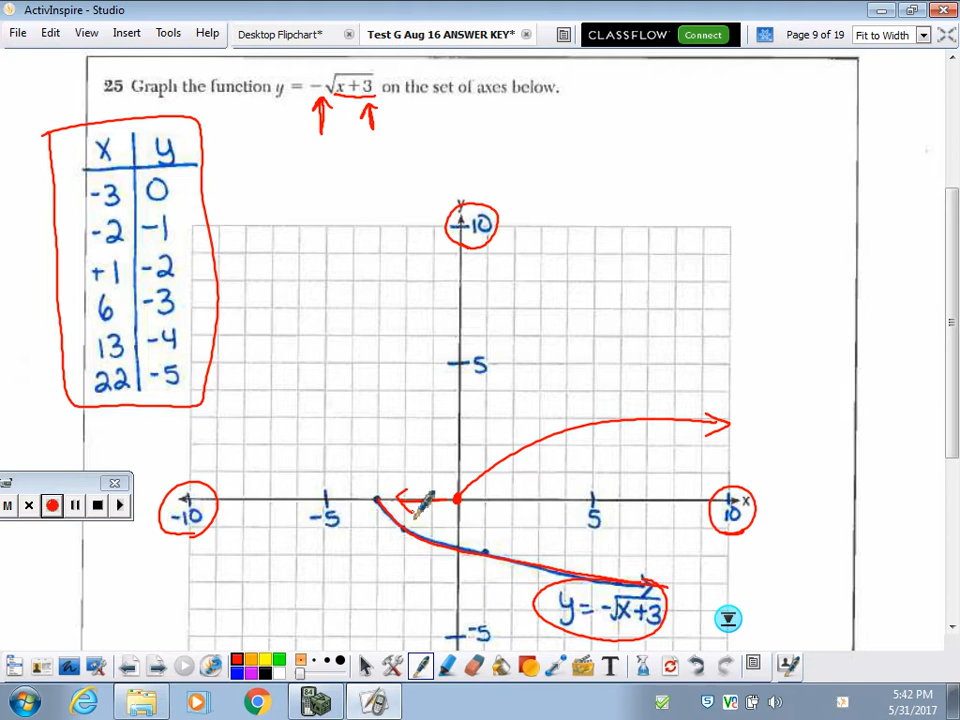 ActivInspire - Studio
File Edit View Insert Tools Help Desktop Flipchart* Test G Aug 16 ANSWER KEY* CLASSFLOW Connect Page 9 of 19 Fit to Width
25 Graph the function y = −√x + 3 on the set of axes below.
x y
-3 0
-2 -1
+1 -2
6 -3
13 -4
22 -5
y
10
5
-10 -5 5 10 x
y = -√x+3
-5
M
T
5:42 PM
5/31/2017